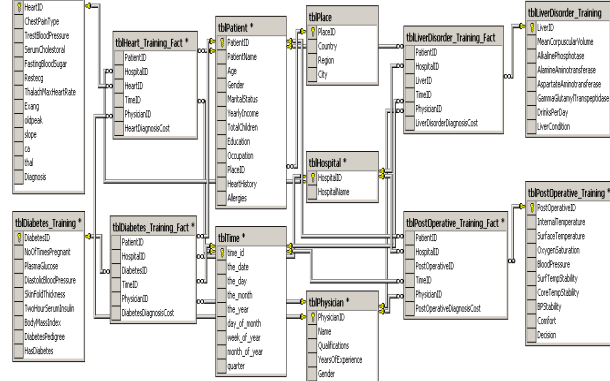 HeartID
ChestPainType
TrestBloodPressure
SerumCholestoral
FastingBloodSugar
Restecg
ThalachMaxHeartRate
Exang
oldpeak
slope
ca
thal
Diagnosis
tblHeart_Training_Fact *
PatientID
HospitalID
HeartID
TimeID
PhysicianID
HeartDiagnosisCost
tblPatient *
PatientID
PatientName
Age
Gender
MaritalStatus
YearlyIncome
TotalChildren
Education
Occupation
PlaceID
HeartHistory
Allergies
tblPlace
PlaceID
Country
Region
City
tblLiverDisorder_Training_Fact
PatientID
HospitalID
LiverID
TimeID
PhysicianID
LiverDisorderDiagnosisCost
tblLiverDisorder_Training
LiverID
MeanCorpuscularVolume
AlkalinePhosphotase
AlamineAminotransferase
AspartateAminotransferase
GammaGlutamylTranspeptidase
DrinksPerDay
LiverCondition
tblHospital *
HospitalID
HospitalName
tblDiabetes_Training *
DiabetesID
NoOfTimesPregnant
PlasmaGlucose
DiastolicBloodPressure
SkinFoldThickness
TwoHourSerumInsulin
BodyMassIndex
DiabetesPedigree
HasDiabetes
tblDiabetes_Training_Fact *
PatientID
HospitalID
DiabetesID
TimeID
PhysicianID
DiabetesDiagnosisCost
tblTime *
time_id
the_date
the_day
the_month
the_year
day_of_month
week_of_year
month_of_year
quarter
tblPhysician *
PhysicianID
Name
Qualifications
YearsOfExperience
Gender
tblPostOperative_Training_Fact *
PatientID
HospitalID
PostOperativeID
TimeID
PhysicianID
PostOperativeDiagnosisCost
tblPostOperative_Training *
PostOperativeID
InternalTemperature
SurfaceTemperature
OxygenSaturation
BloodPressure
SurfTempStability
CoreTempStability
BPStability
Comfort
Decision